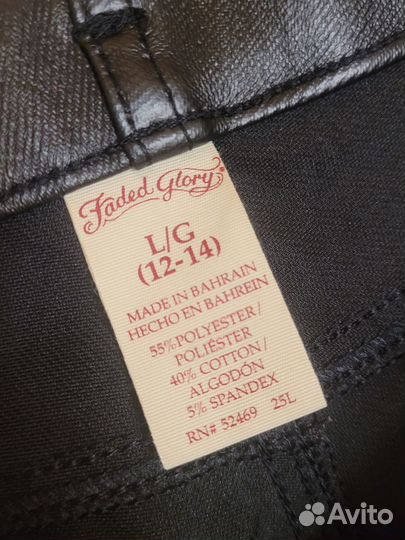 Faded Glory
L/G
(12-14)
MADE IN BAHRAIN
HECHO EN BAHREIN
55%POLYESTER/
POLIÉSTER
40% COTTON/
ALGODÓN
5% SPANDEX
RN# 52469 25L
Avito